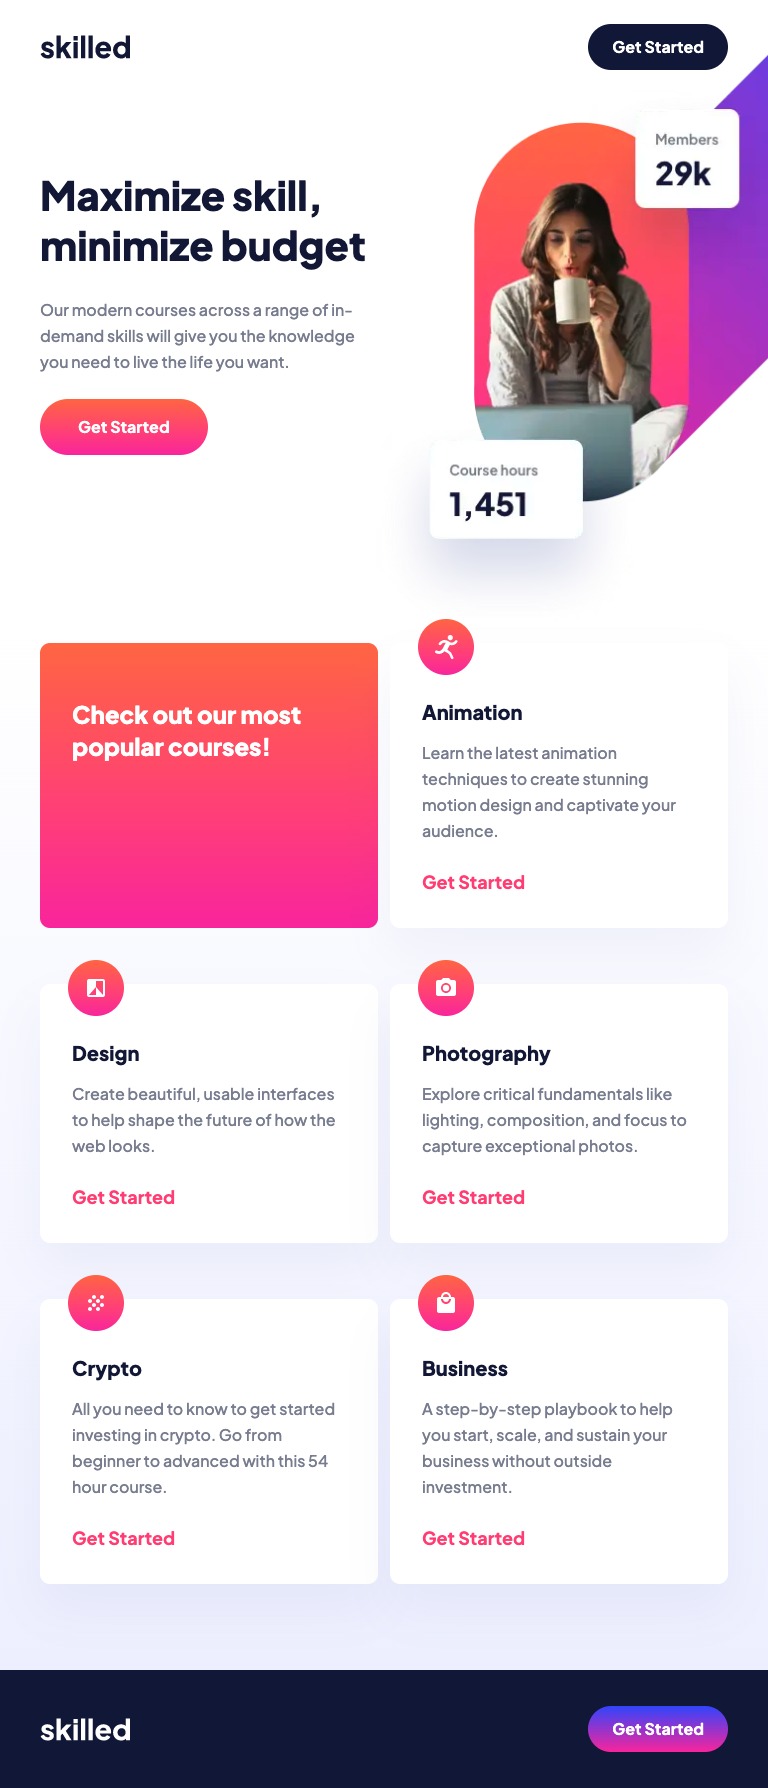 skilled
Get Started
Maximize skill,
minimize budget
Our modern courses across a range of in-
demand skills will give you the knowledge
you need to live the life you want.
Get Started
Members
29k
Course hours
1,451
Check out our most
popular courses!
Animation
Learn the latest animation
techniques to create stunning
motion design and captivate your
audience.
Get Started
Design
Create beautiful, usable interfaces
to help shape the future of how the
web looks.
Get Started
Photography
Explore critical fundamentals like
lighting, composition, and focus to
capture exceptional photos.
Get Started
Crypto
All you need to know to get started
investing in crypto. Go from
beginner to advanced with this 54
hour course.
Get Started
Business
A step-by-step playbook to help
you start, scale, and sustain your
business without outside
investment.
Get Started
skilled
Get Started